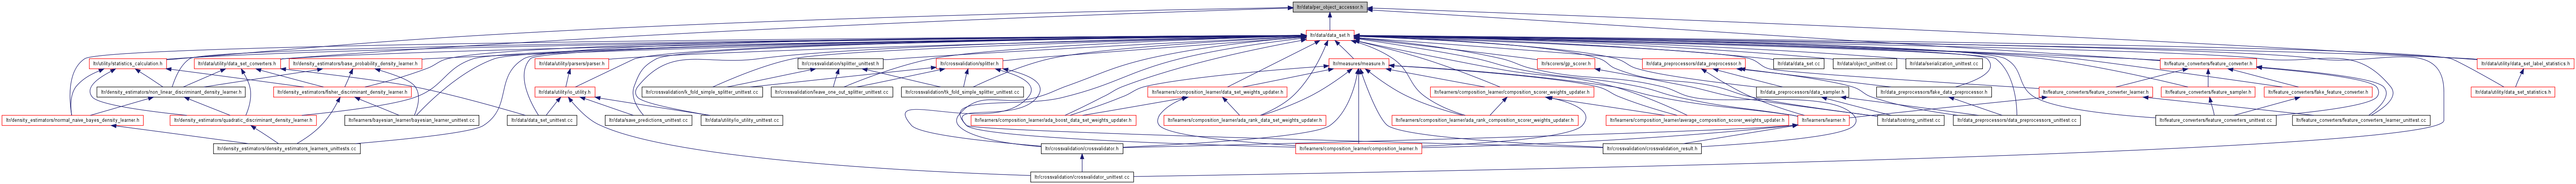 ltr/data/per_object_accessor.h
ltr/data/data_set.h
ltr/utility/statistics_calculation.h
ltr/data/utility/data_set_converters.h
ltr/density_estimators/base_probability_density_learner.h
ltr/data/utility/parsers/parser.h
ltr/crossvalidation/splitter_unittest.h
ltr/crossvalidation/splitter.h
ltr/measures/measure.h
ltr/scorers/gp_scorer.h
ltr/data_preprocessors/data_preprocessor.h
ltr/data/data_set.cc
ltr/data/object_unittest.cc
ltr/data/serialization_unittest.cc
ltr/feature_converters/feature_converter.h
ltr/data/utility/data_set_label_statistics.h
ltr/density_estimators/non_linear_discriminant_density_learner.h
ltr/density_estimators/fisher_discriminant_density_learner.h
ltr/data/utility/io_utility.h
ltr/crossvalidation/k_fold_simple_splitter_unittest.cc
ltr/crossvalidation/leave_one_out_splitter_unittest.cc
ltr/crossvalidation/tk_fold_simple_splitter_unittest.cc
ltr/learners/composition_learner/data_set_weights_updater.h
ltr/learners/composition_learner/composition_scorer_weights_updater.h
ltr/data_preprocessors/data_sampler.h
ltr/data_preprocessors/fake_data_preprocessor.h
ltr/feature_converters/feature_converter_learner.h
ltr/feature_converters/feature_sampler.h
ltr/feature_converters/fake_feature_converter.h
ltr/data/utility/data_set_statistics.h
ltr/density_estimators/normal_naive_bayes_density_learner.h
ltr/density_estimators/quadratic_discriminant_density_learner.h
ltr/learners/bayesian_learner/bayesian_learner_unittest.cc
ltr/data/data_set_unittest.cc
ltr/data/save_predictions_unittest.cc
ltr/data/utility/io_utility_unittest.cc
ltr/learners/composition_learner/ada_boost_data_set_weights_updater.h
ltr/learners/composition_learner/ada_rank_data_set_weights_updater.h
ltr/learners/composition_learner/ada_rank_composition_scorer_weights_updater.h
ltr/learners/composition_learner/average_composition_scorer_weights_updater.h
ltr/learners/learner.h
ltr/data/tostring_unittest.cc
ltr/data_preprocessors/data_preprocessors_unittest.cc
ltr/feature_converters/feature_converters_unittest.cc
ltr/feature_converters/feature_converters_learner_unittest.cc
ltr/density_estimators/density_estimators_learners_unittests.cc
ltr/crossvalidation/crossvalidator.h
ltr/learners/composition_learner/composition_learner.h
ltr/crossvalidation/crossvalidation_result.h
ltr/crossvalidation/crossvalidator_unittest.cc